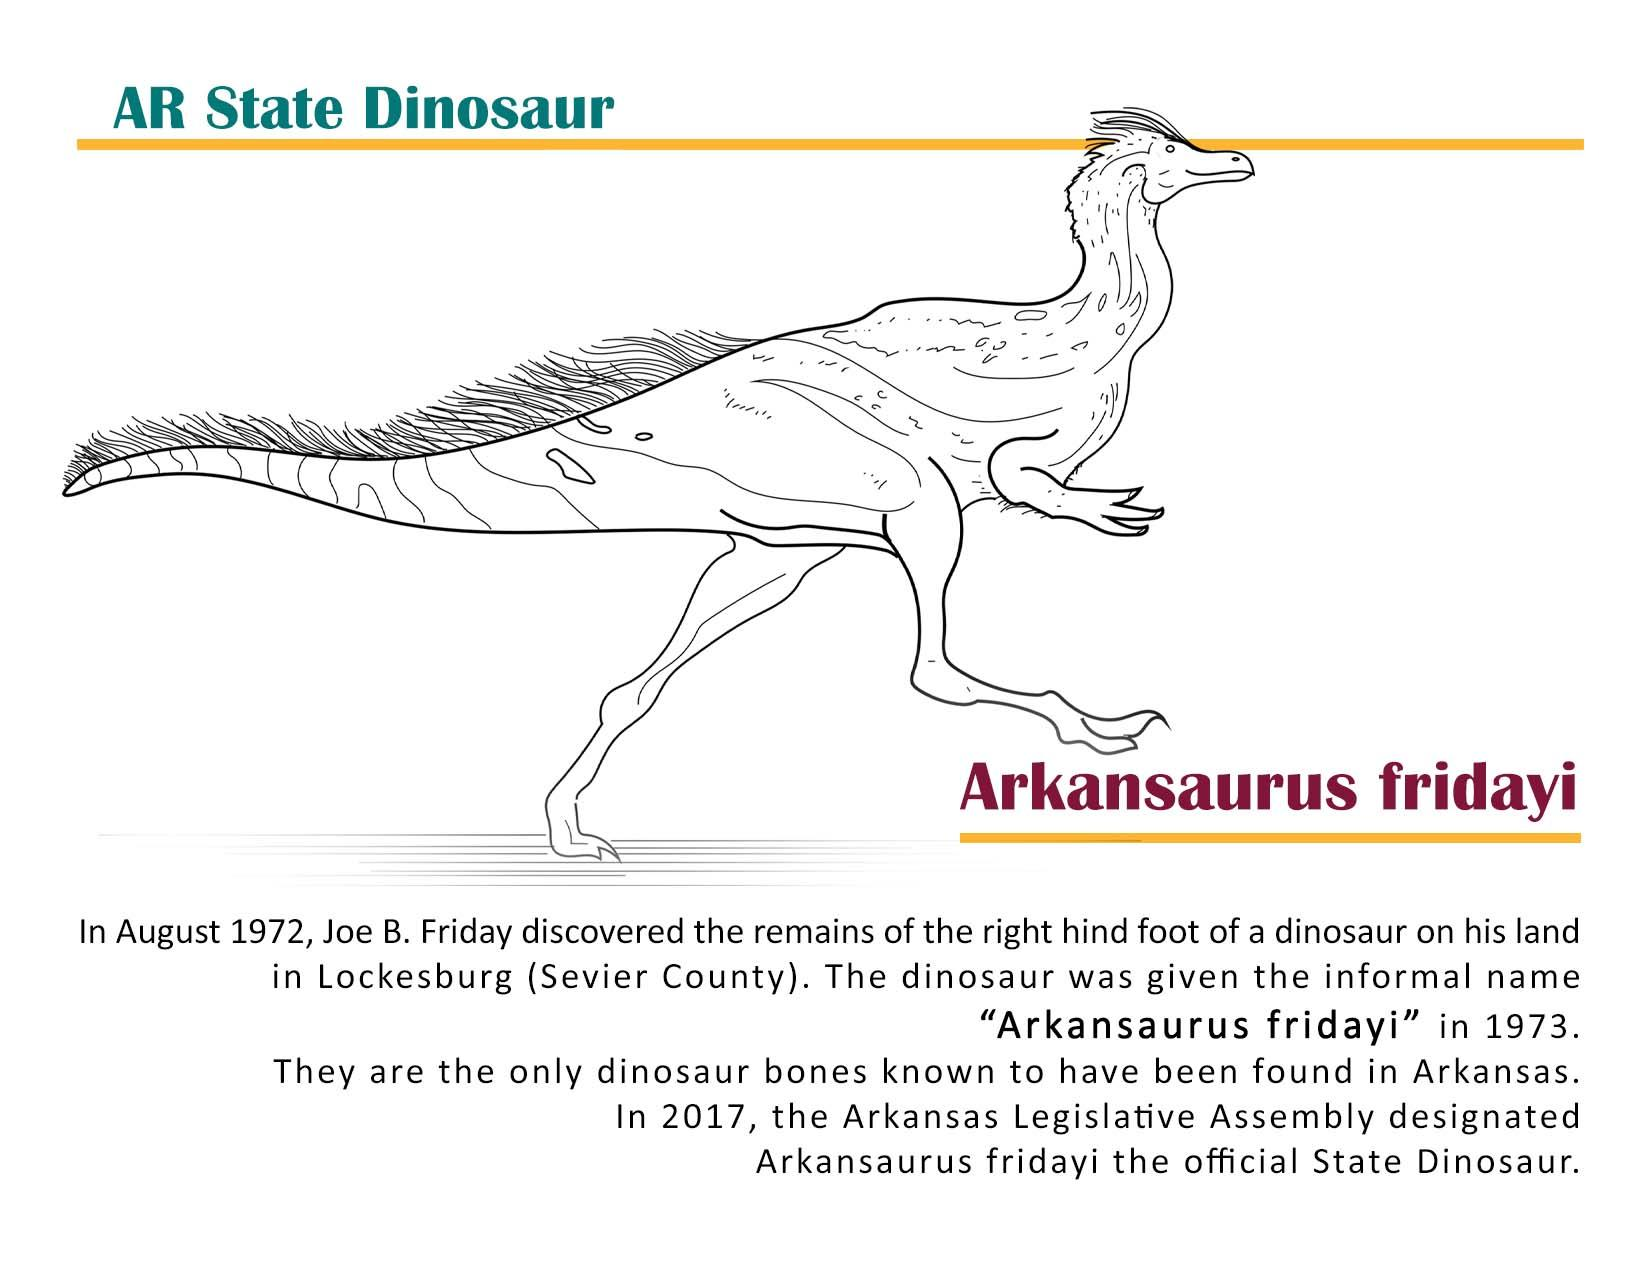 AR State Dinosaur
Arkansaurus fridayi
In August 1972, Joe B. Friday discovered the remains of the right hind foot of a dinosaur on his land
in Lockesburg (Sevier County). The dinosaur was given the informal name
“Arkansaurus fridayi” in 1973.
They are the only dinosaur bones known to have been found in Arkansas.
In 2017, the Arkansas Legislative Assembly designated
Arkansaurus fridayi the official State Dinosaur.